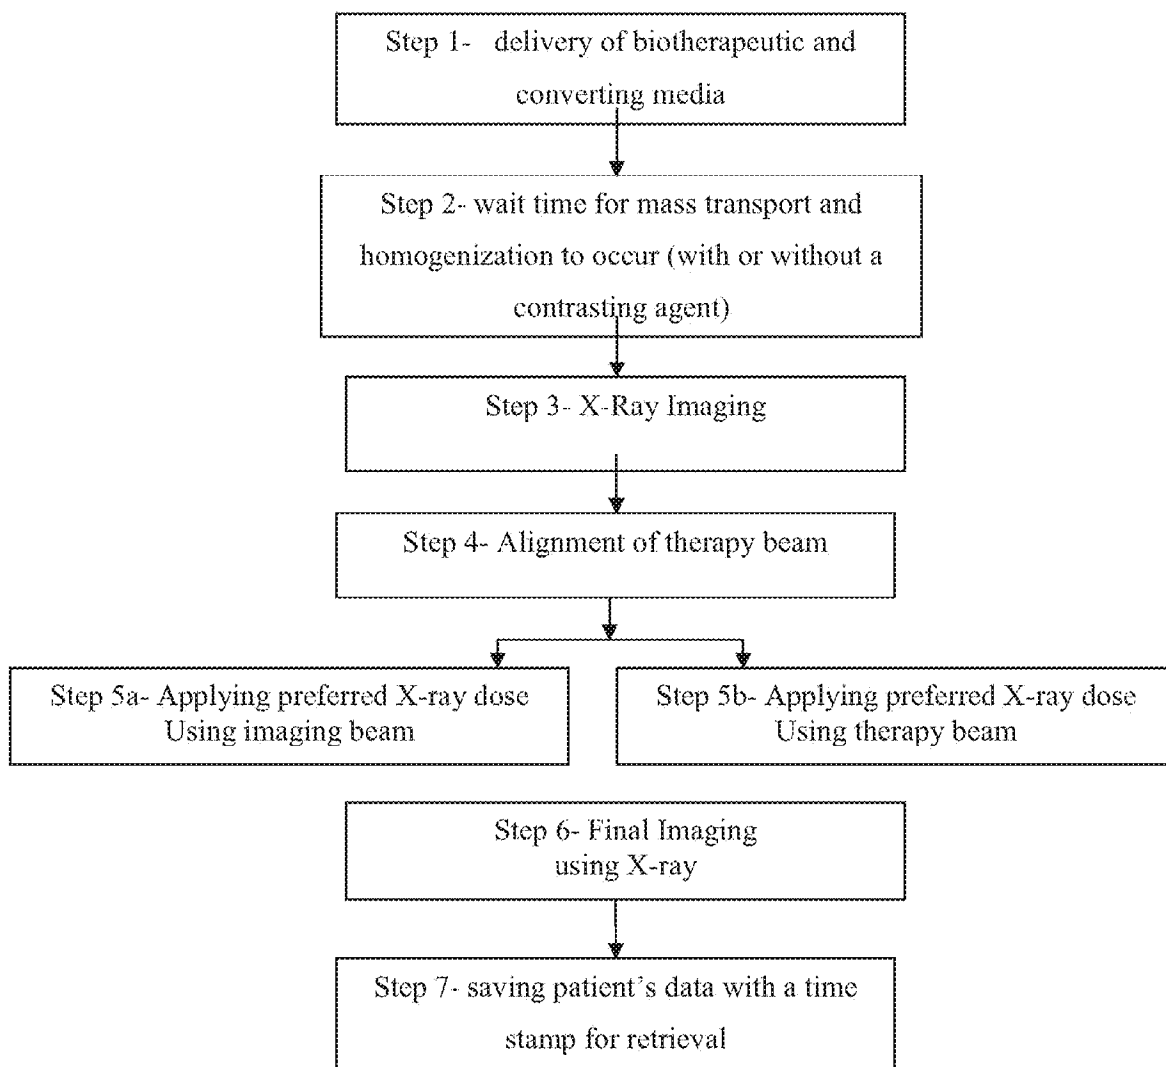 Step 1- delivery of biotherapeutic and
converting media
Step 2- wait time for mass transport and
homogenization to occur (with or without a
contrasting agent)
Step 3- X-Ray Imaging
Step 4- Alignment of therapy beam
Step 5a- Applying preferred X-ray dose
Using imaging beam
Step 5b- Applying preferred X-ray dose
Using therapy beam
Step 6- Final Imaging
using X-ray
Step 7- saving patient's data with a time
stamp for retrieval